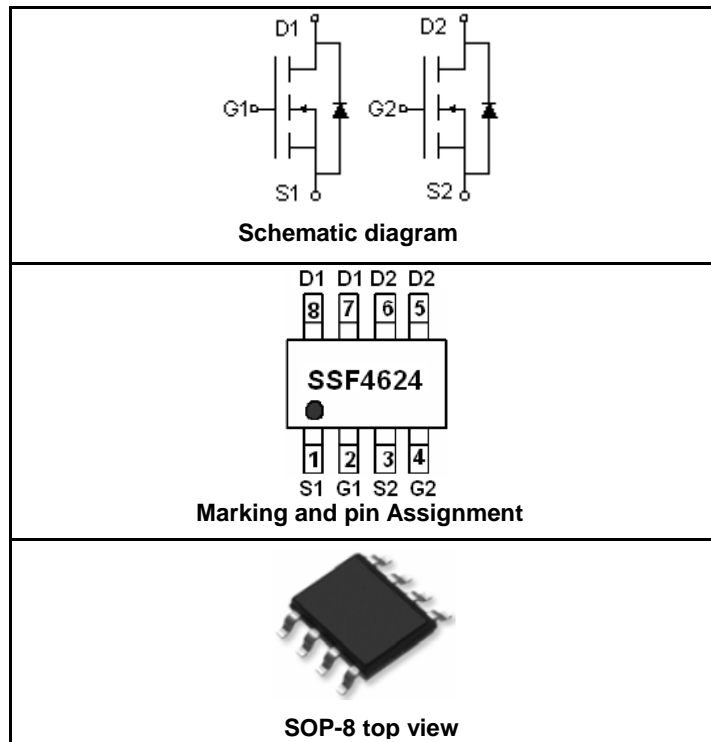 D1 D2
G1 G2
S1 S2
Schematic diagram
D1 D1 D2 D2
8 7 6 5
SSF4624
1 2 3 4
S1 G1 S2 G2
Marking and pin Assignment
SOP-8 top view